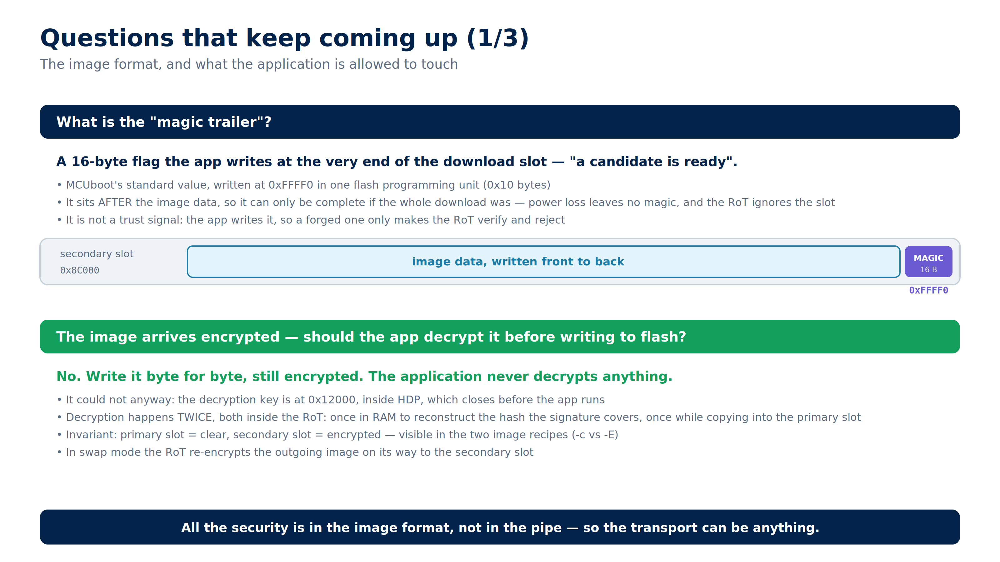 Questions that keep coming up (1/3)
The image format, and what the application is allowed to touch
What is the "magic trailer"?
A 16-byte flag the app writes at the very end of the download slot — "a candidate is ready".
• MCUboot's standard value, written at 0xFFFF0 in one flash programming unit (0x10 bytes)
• It sits AFTER the image data, so it can only be complete if the whole download was — power loss leaves no magic, and the RoT ignores the slot
• It is not a trust signal: the app writes it, so a forged one only makes the RoT verify and reject
secondary slot
0x8C000
image data, written front to back
MAGIC
16 B
0xFFFF0
The image arrives encrypted — should the app decrypt it before writing to flash?
No. Write it byte for byte, still encrypted. The application never decrypts anything.
• It could not anyway: the decryption key is at 0x12000, inside HDP, which closes before the app runs
• Decryption happens TWICE, both inside the RoT: once in RAM to reconstruct the hash the signature covers, once while copying into the primary slot
• Invariant: primary slot = clear, secondary slot = encrypted — visible in the two image recipes (-c vs -E)
• In swap mode the RoT re-encrypts the outgoing image on its way to the secondary slot
All the security is in the image format, not in the pipe — so the transport can be anything.